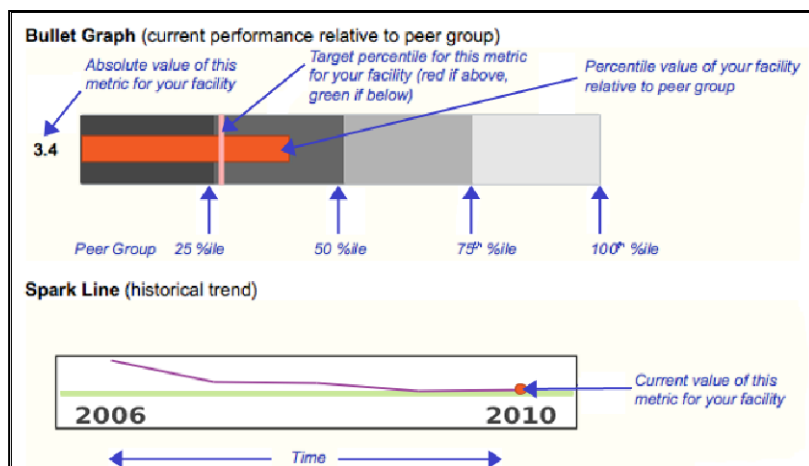 Bullet Graph (current performance relative to peer group)
Absolute value of this
metric for your facility
Target percentile for this metric
for your facility (red if above,
green if below)
Percentile value of your facility
relative to peer group
3.4
Peer Group
25 %ile
50 %ile
75th %ile
100th %ile
Spark Line (historical trend)
Current value of this
metric for your facility
2006
2010
Time